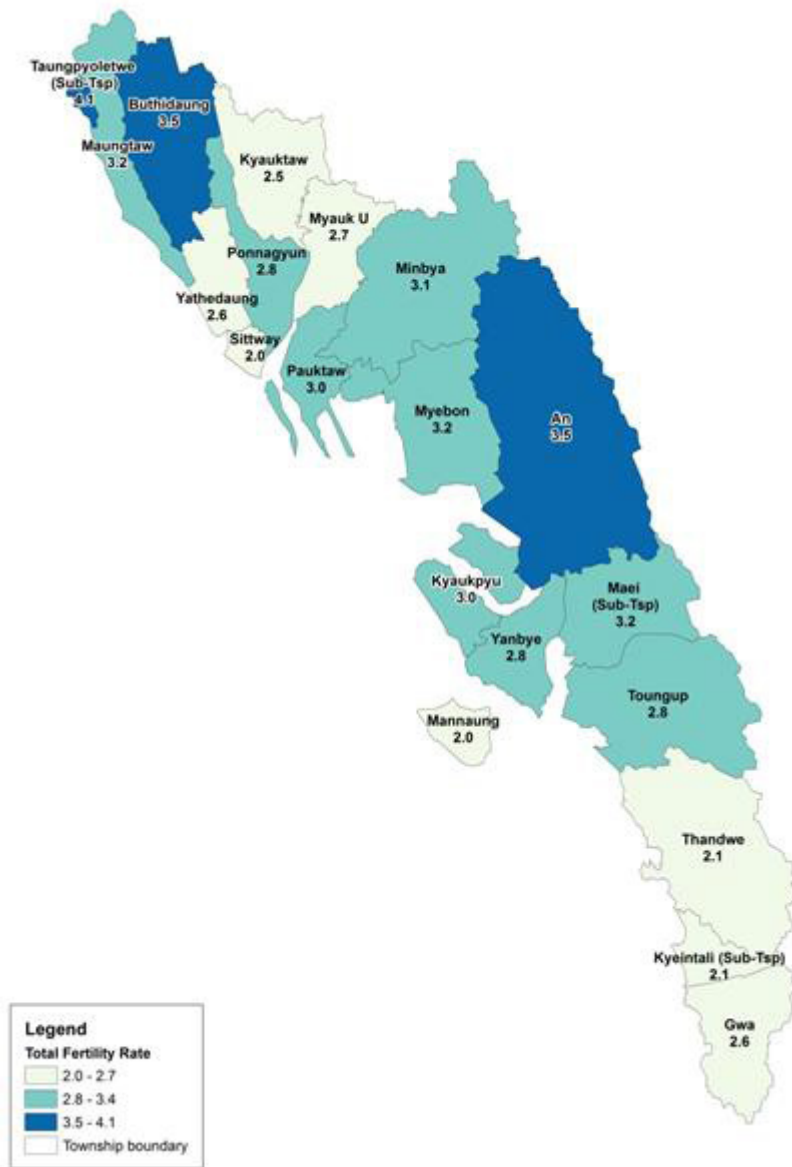 Taungpyoletwe
(Sub-Tsp)
4.1
Buthidaung
3.5
Maungtaw
3.2
Kyauktaw
2.5
Myauk U
2.7
Ponnagyun
2.8
Minbya
3.1
Yathedaung
2.6
Sittway
2.0
Pauktaw
3.0
Myebon
3.2
An
3.5
Kyaukpyu
3.0
Maei
(Sub-Tsp)
3.2
Yanbye
2.8
Toungup
2.8
Mannaung
2.0
Thandwe
2.1
Kyeintali (Sub-Tsp)
2.1
Gwa
2.6
Legend
Total Fertility Rate
2.0 - 2.7
2.8 - 3.4
3.5 - 4.1
Township boundary